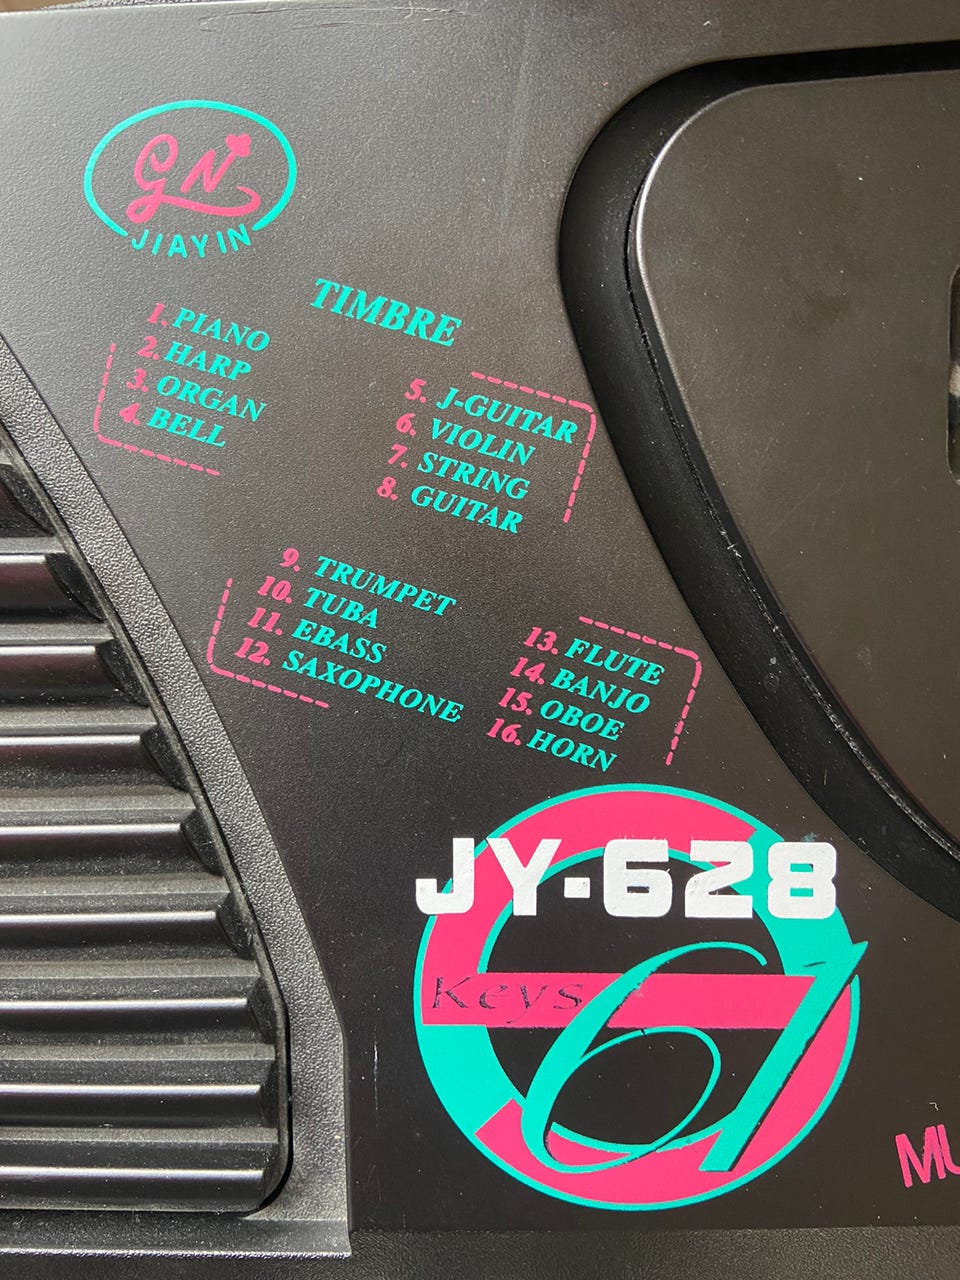 GN
JIAYIN
TIMBRE
1. PIANO
2. HARP
3. ORGAN
4. BELL
5. J-GUITAR
6. VIOLIN
7. STRING
8. GUITAR
9. TRUMPET
10. TUBA
11. EBASS
12. SAXOPHONE
13. FLUTE
14. BANJO
15. OBOE
16. HORN
JY-628
Keys 61